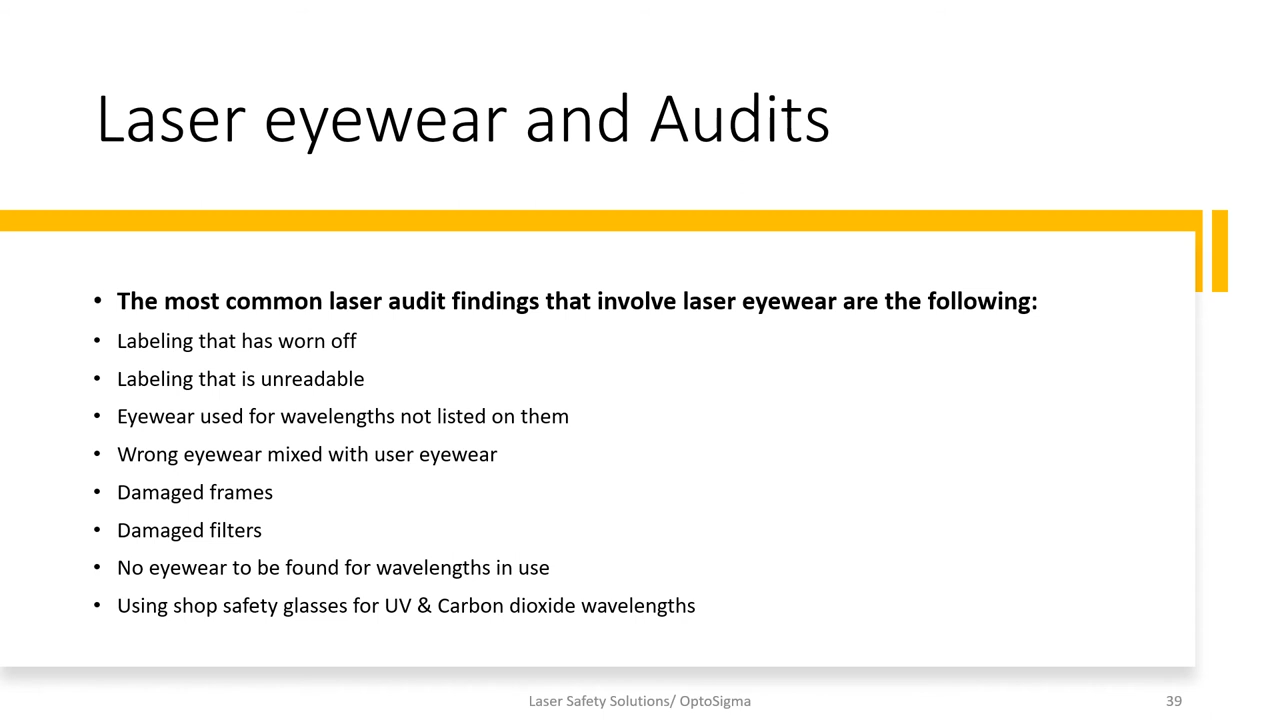 Laser eyewear and Audits
• The most common laser audit findings that involve laser eyewear are the following:
• Labeling that has worn off
• Labeling that is unreadable
• Eyewear used for wavelengths not listed on them
• Wrong eyewear mixed with user eyewear
• Damaged frames
• Damaged filters
• No eyewear to be found for wavelengths in use
• Using shop safety glasses for UV & Carbon dioxide wavelengths
Laser Safety Solutions/ OptoSigma
39